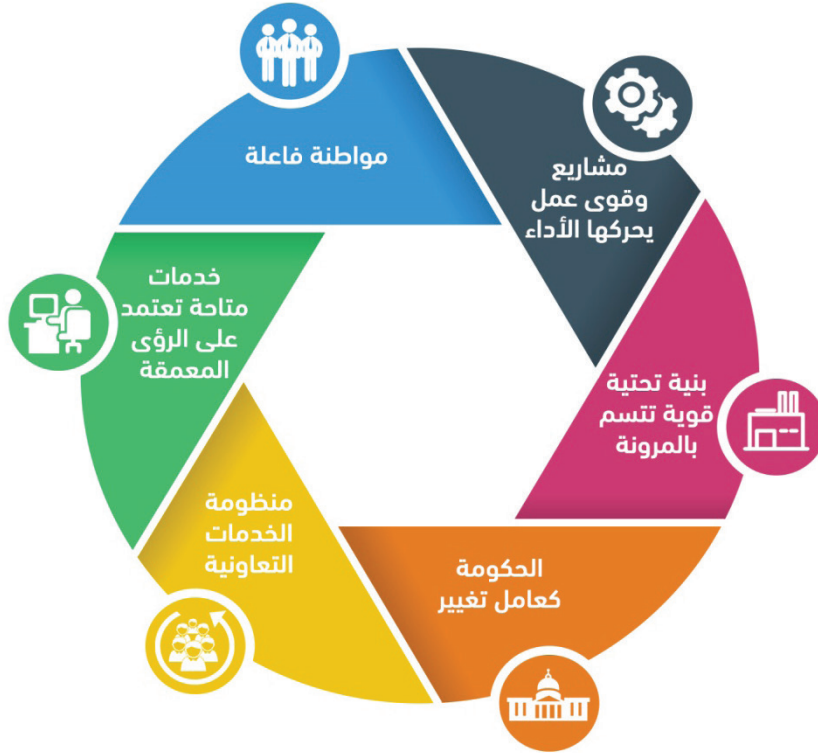 مواطنة فاعلة
مشاريع
وقوى عمل
يحركها الأداء
بنية تحتية
قوية تتسم
بالمرونة
الحكومة
كعامل تغيير
منظومة
الخدمات
التعاونية
خدمات
متاحة تعتمد
على الرؤى
المعمقة